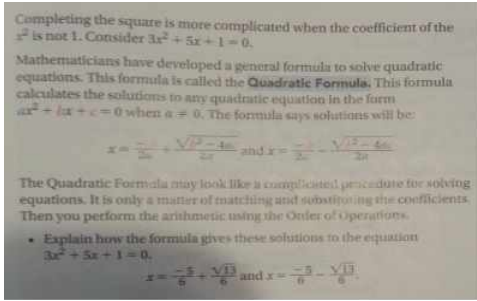 Completing the square is more complicated when the coefficient of the
x² is not 1. Consider 3x² + 5x + 1 = 0.
Mathematicians have developed a general formula to solve quadratic
equations. This formula is called the Quadratic Formula. This formula
calculates the solutions to any quadratic equation in the form
ax² + bx + c = 0 when a ≠ 0. The formula says solutions will be:
x = -b/2a + √(b² - 4ac)/2a and x = -b/2a - √(b² - 4ac)/2a
The Quadratic Formula may look like a complicated procedure for solving
equations. It is only a matter of matching and substituting the coefficients.
Then you perform the arithmetic using the Order of Operations.
• Explain how the formula gives these solutions to the equation
3x² + 5x + 1 = 0.
x = -5/6 + √13/6 and x = -5/6 - √13/6.